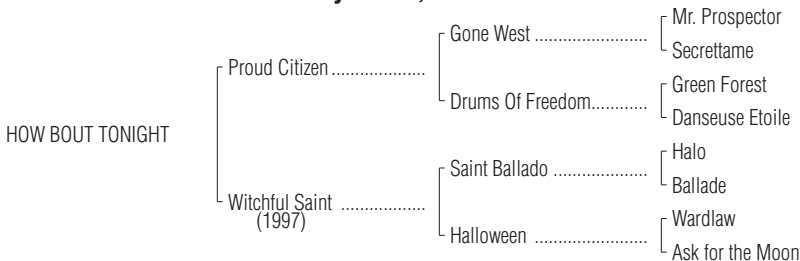 Mr. Prospector
Gone West
Secrettame
Proud Citizen
Green Forest
Drums Of Freedom
Danseuse Etoile
HOW BOUT TONIGHT
Halo
Saint Ballado
Ballade
Witchful Saint
(1997)
Wardlaw
Halloween
Ask for the Moon